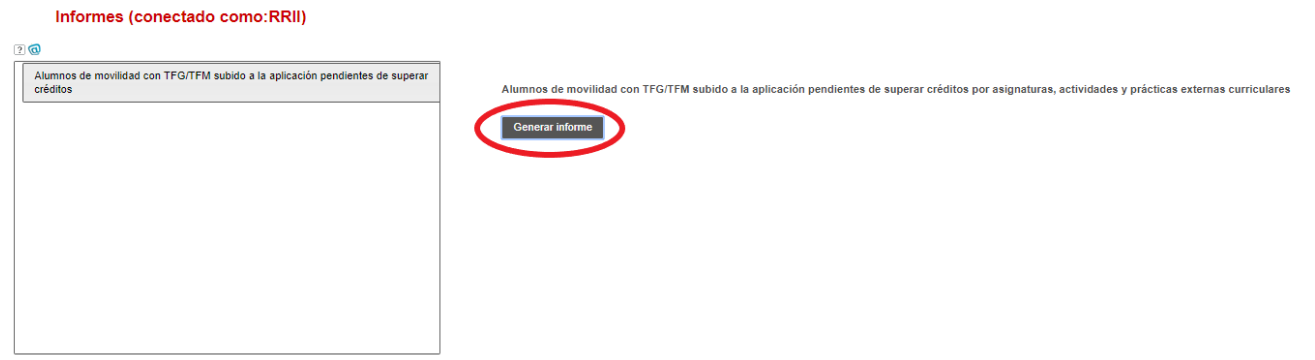 Informes (conectado como:RRII)
?
Alumnos de movilidad con TFG/TFM subido a la aplicación pendientes de superar
créditos
Alumnos de movilidad con TFG/TFM subido a la aplicación pendientes de superar créditos por asignaturas, actividades y prácticas externas curriculares
Generar informe